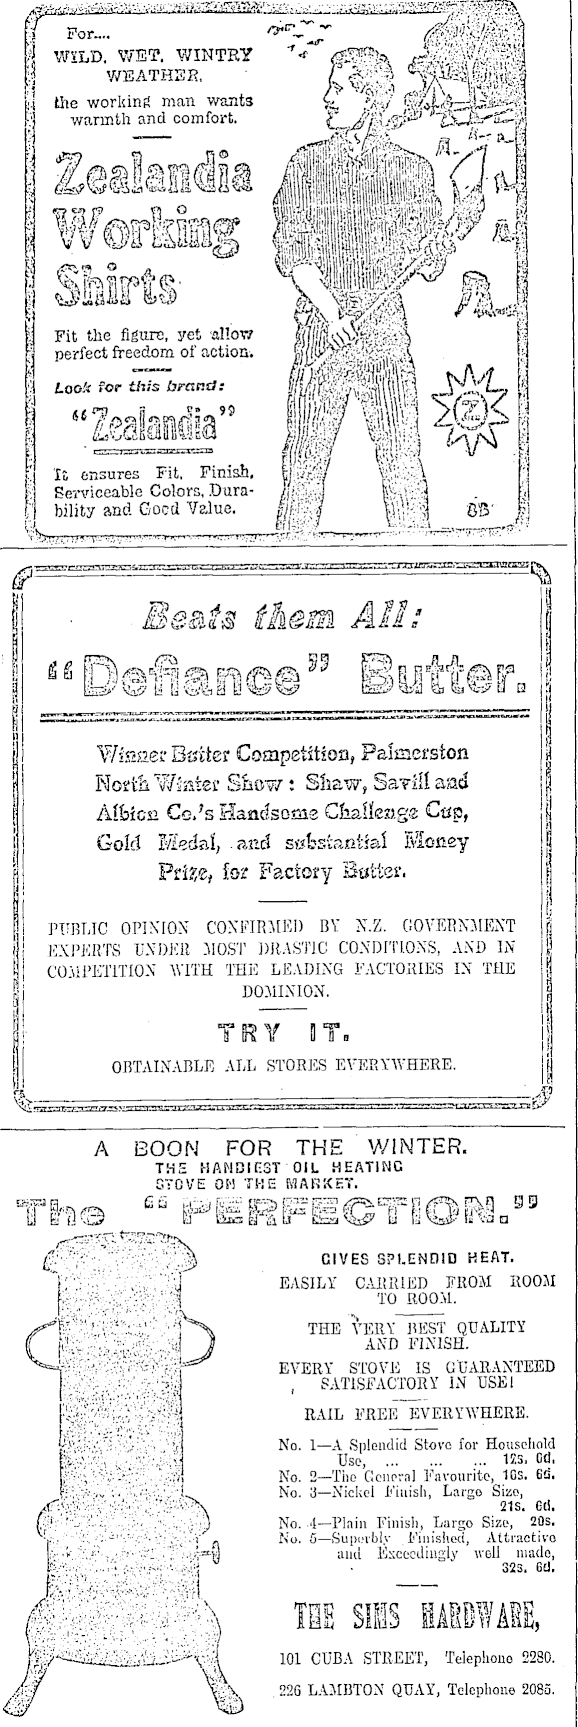 For....
WILD, WET, WINTRY
WEATHER,
the working man wants
warmth and comfort.
Zealandia
Working
Shirts
Fit the figure, yet allow
perfect freedom of action.
Look for this brand:
"Zealandia"
It ensures Fit, Finish,
Serviceable Colors, Dura-
bility and Good Value.
Z
Beats them All:
"Defiance" Butter.
Winner Butter Competition, Palmerston
North Winter Show: Shaw, Savill and
Albion Co.'s Handsome Challenge Cup,
Gold Medal, and substantial Money
Prize, for Factory Butter.
PUBLIC OPINION CONFIRMED BY N.Z. GOVERNMENT
EXPERTS UNDER MOST DRASTIC CONDITIONS, AND IN
COMPETITION WITH THE LEADING FACTORIES IN THE
DOMINION.
TRY IT.
OBTAINABLE ALL STORES EVERYWHERE.
A BOON FOR THE WINTER.
THE HANDIEST OIL HEATING
STOVE ON THE MARKET.
The "PERFECTION."
GIVES SPLENDID HEAT.
EASILY CARRIED FROM ROOM
TO ROOM.
THE VERY BEST QUALITY
AND FINISH.
EVERY STOVE IS GUARANTEED
SATISFACTORY IN USE!
RAIL FREE EVERYWHERE.
No. 1—A Splendid Stove for Household
Use, ... ... ... 12s. 6d.
No. 2—The General Favourite, 16s. 6d.
No. 3—Nickel Finish, Large Size,
21s. 6d.
No. 4—Plain Finish, Large Size, 20s.
No. 5—Superbly Finished, Attractive
and Exceedingly well made,
32s. 6d.
THE SIMS HARDWARE,
101 CUBA STREET, Telephone 2280.
226 LAMBTON QUAY, Telephone 2085.